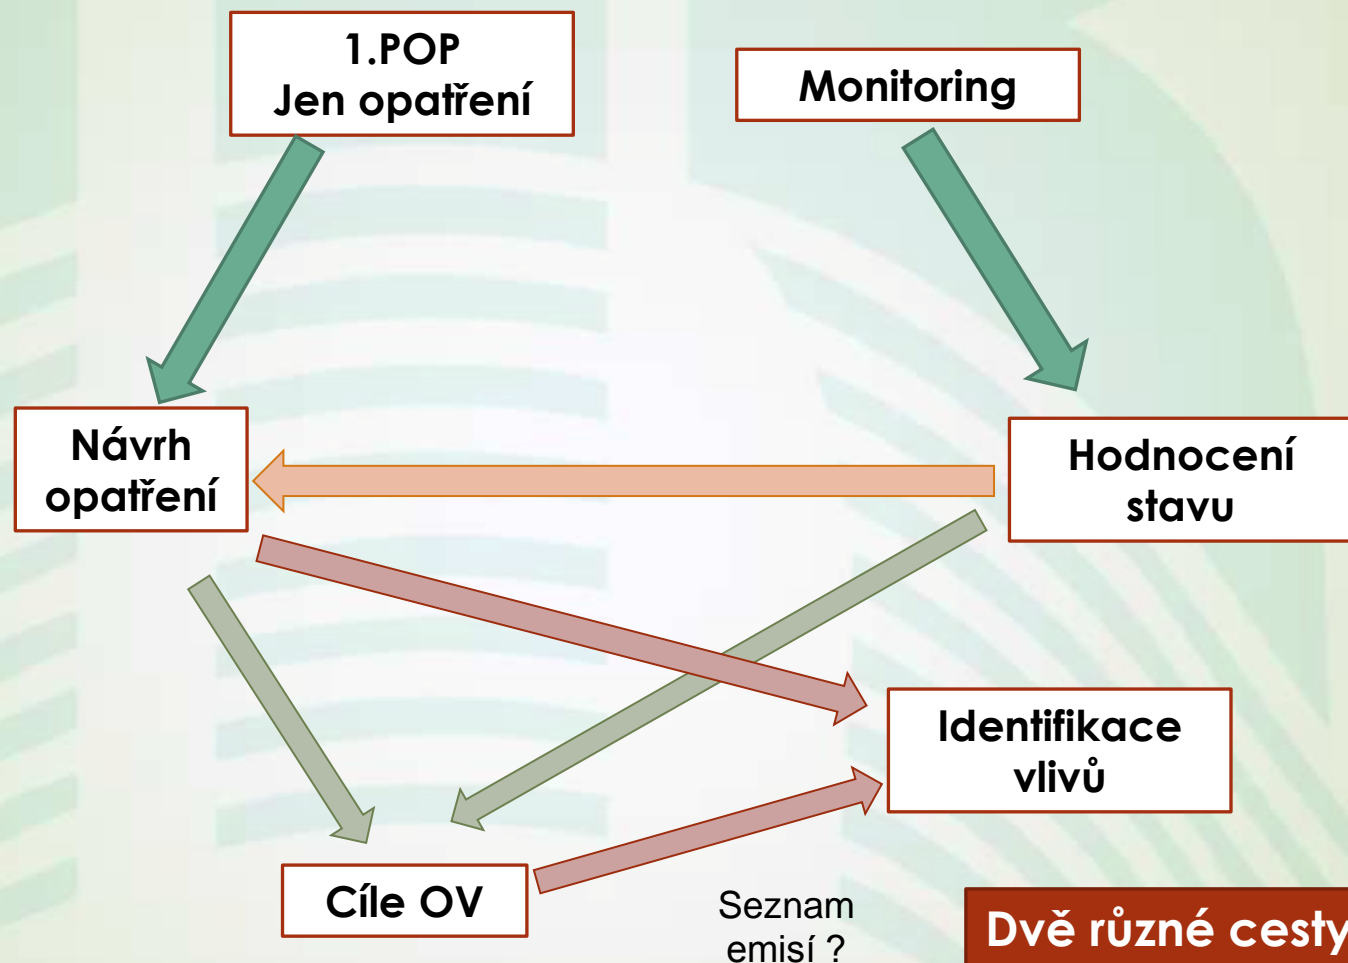 1.POP
Jen opatření
Monitoring
Návrh
opatření
Hodnocení
stavu
Identifikace
vlivů
Cíle OV
Seznam
emisí ?
Dvě různé cesty